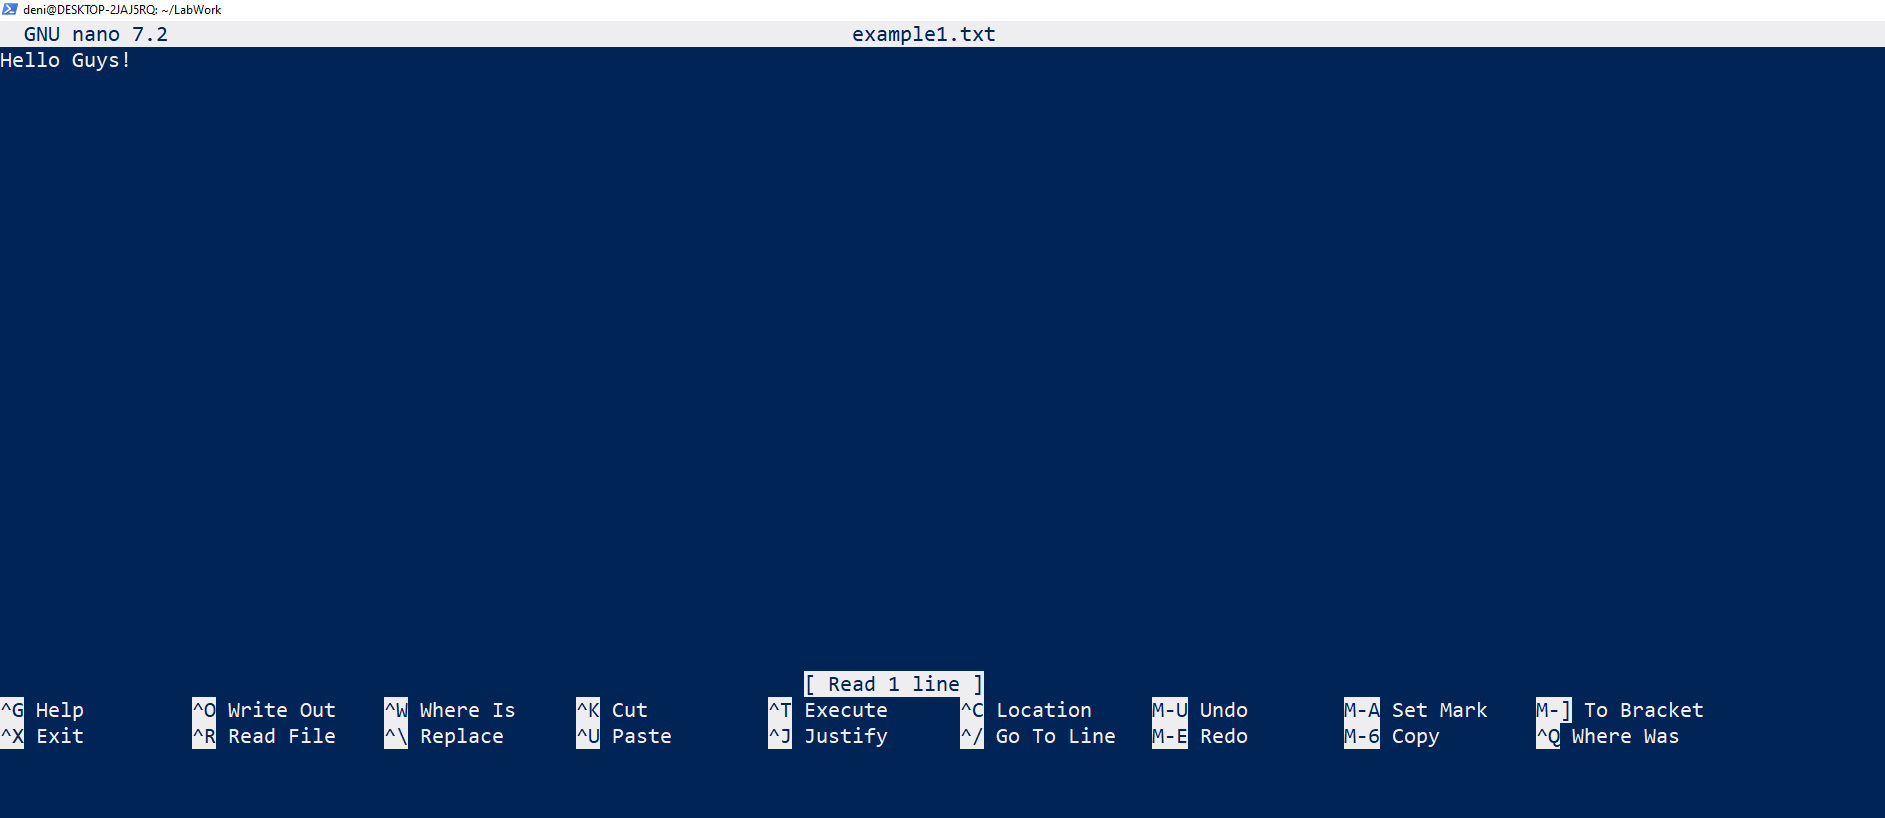 deni@DESKTOP-2JAJ5RQ: ~/LabWork
GNU nano 7.2 example1.txt
Hello Guys!
[ Read 1 line ]
^G Help ^O Write Out ^W Where Is ^K Cut ^T Execute ^C Location M-U Undo M-A Set Mark M-] To Bracket
^X Exit ^R Read File ^\ Replace ^U Paste ^J Justify ^/ Go To Line M-E Redo M-6 Copy ^Q Where Was